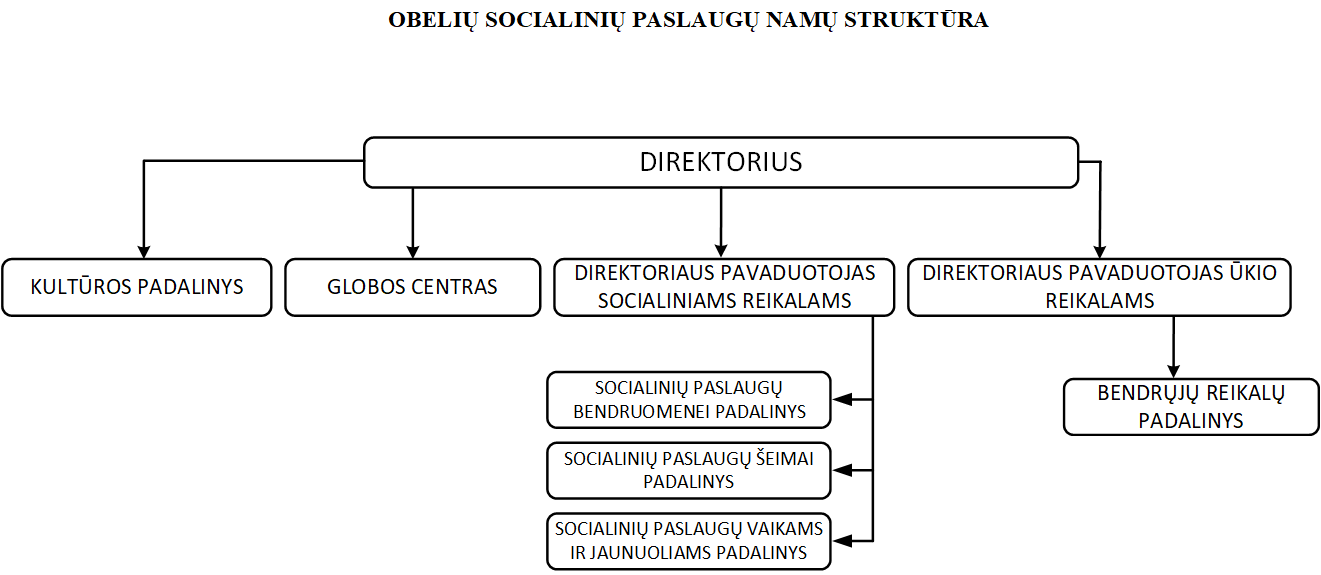 OBELIŲ SOCIALINIŲ PASLAUGŲ NAMŲ STRUKTŪRA
DIREKTORIUS
KULTŪROS PADALINYS
GLOBOS CENTRAS
DIREKTORIAUS PAVADUOTOJAS
SOCIALINIAMS REIKALAMS
DIREKTORIAUS PAVADUOTOJAS ŪKIO
REIKALAMS
SOCIALINIŲ PASLAUGŲ
BENDRUOMENEI PADALINYS
BENDRŲJŲ REIKALŲ
PADALINYS
SOCIALINIŲ PASLAUGŲ ŠEIMAI
PADALINYS
SOCIALINIŲ PASLAUGŲ VAIKAMS
IR JAUNUOLIAMS PADALINYS